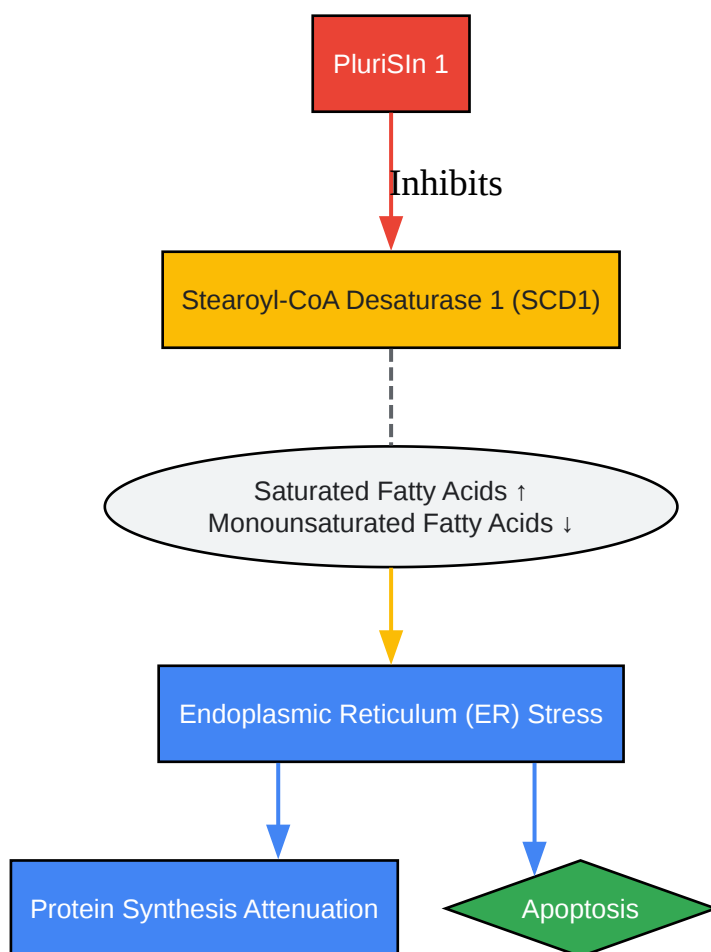 PluriSIn 1
Inhibits
Stearoyl-CoA Desaturase 1 (SCD1)
Saturated Fatty Acids ↑
Monounsaturated Fatty Acids ↓
Endoplasmic Reticulum (ER) Stress
Protein Synthesis Attenuation
Apoptosis